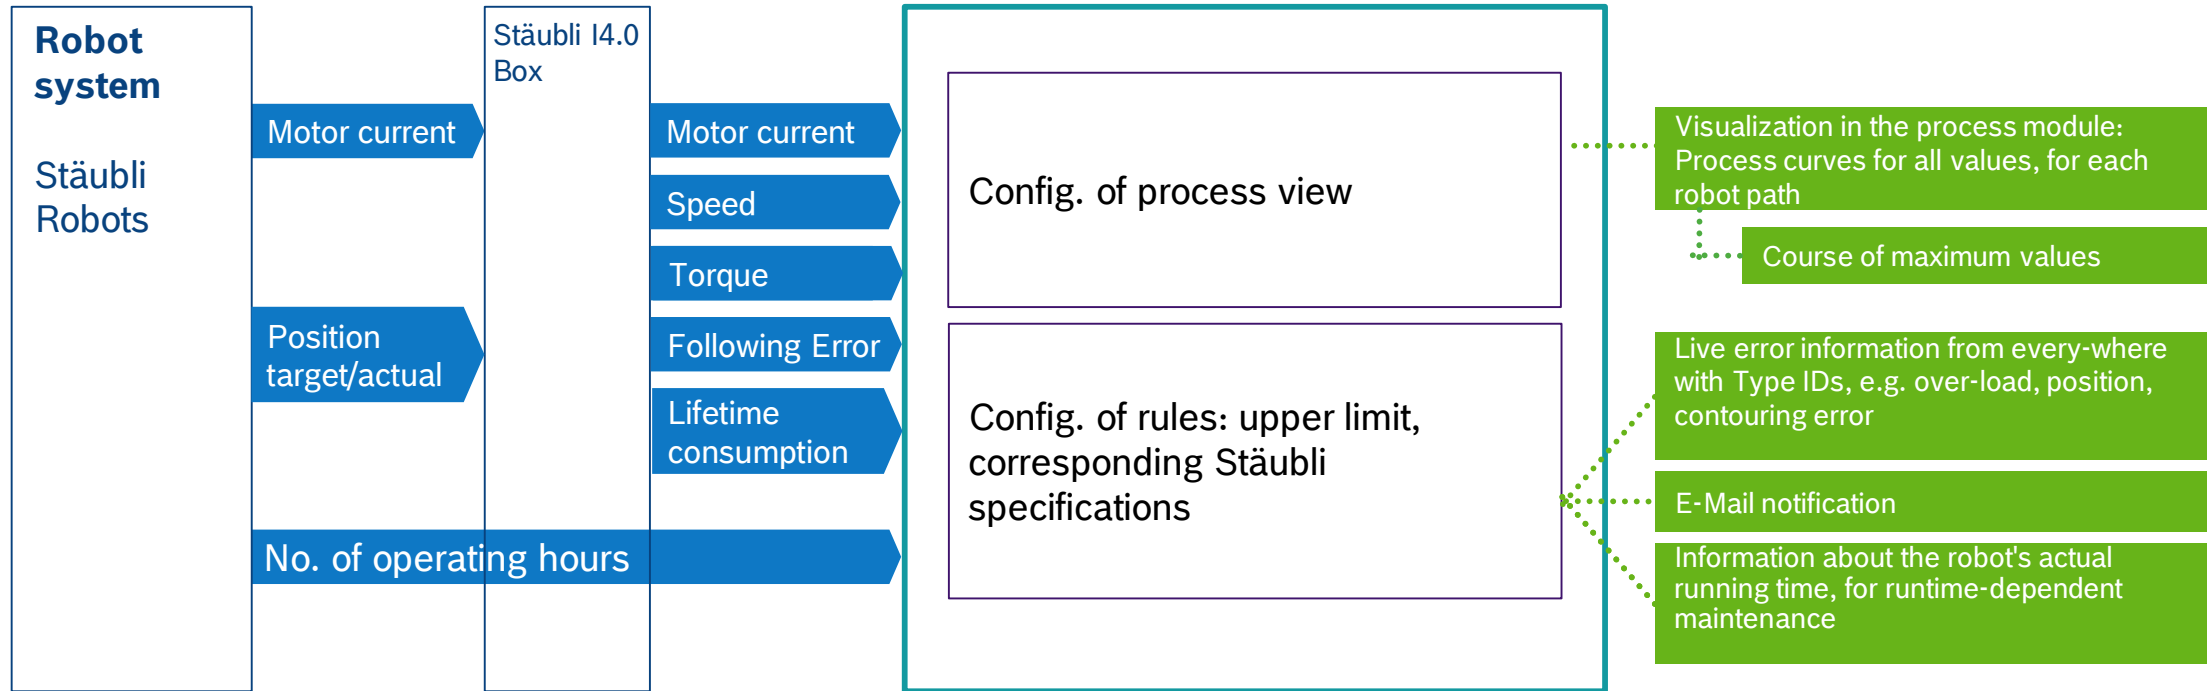 Robot
system
Stäubli
Robots
Motor current
Position
target/actual
No. of operating hours
Stäubli I4.0
Box
Motor current
Speed
Torque
Following Error
Lifetime
consumption
Config. of process view
Config. of rules: upper limit,
corresponding Stäubli
specifications
Visualization in the process module:
Process curves for all values, for each
robot path
Course of maximum values
Live error information from every-where
with Type IDs, e.g. over-load, position,
contouring error
E-Mail notification
Information about the robot's actual
running time, for runtime-dependent
maintenance